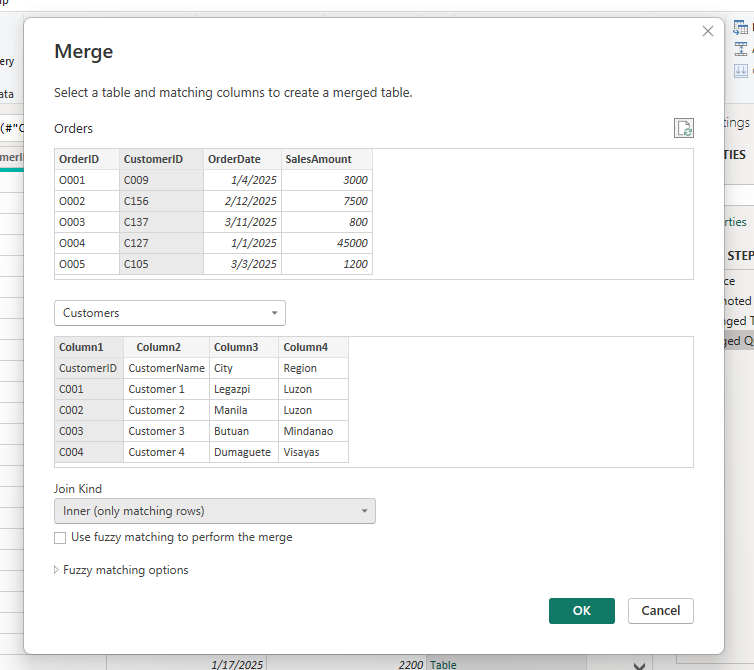 ery
ata
(#"C
merI
Merge
Select a table and matching columns to create a merged table.
Orders
OrderID CustomerID OrderDate SalesAmount
O001 C009 1/4/2025 3000
O002 C156 2/12/2025 7500
O003 C137 3/11/2025 800
O004 C127 1/1/2025 45000
O005 C105 3/3/2025 1200
Customers
Column1 Column2 Column3 Column4
CustomerID CustomerName City Region
C001 Customer 1 Legazpi Luzon
C002 Customer 2 Manila Luzon
C003 Customer 3 Butuan Mindanao
C004 Customer 4 Dumaguete Visayas
Join Kind
Inner (only matching rows)
Use fuzzy matching to perform the merge
Fuzzy matching options
OK Cancel
tings
TIES
rties
STEP
ce
noted
nged T
ged Q
1/17/2025 2200 Table